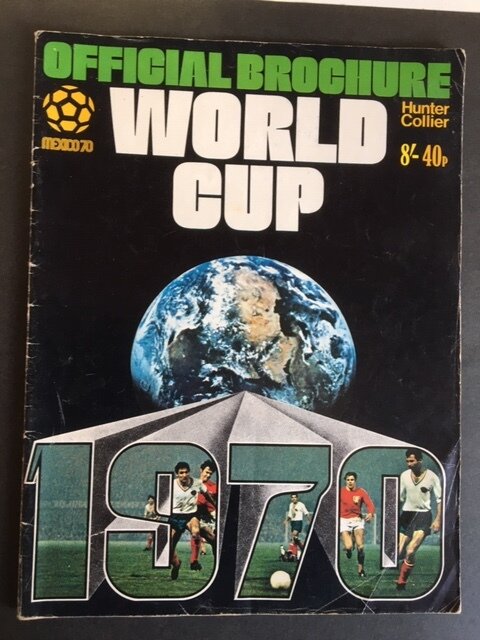 OFFICIAL BROCHURE
WORLD
CUP
Hunter
Collier
8/- 40p
MEXICO 70
1970